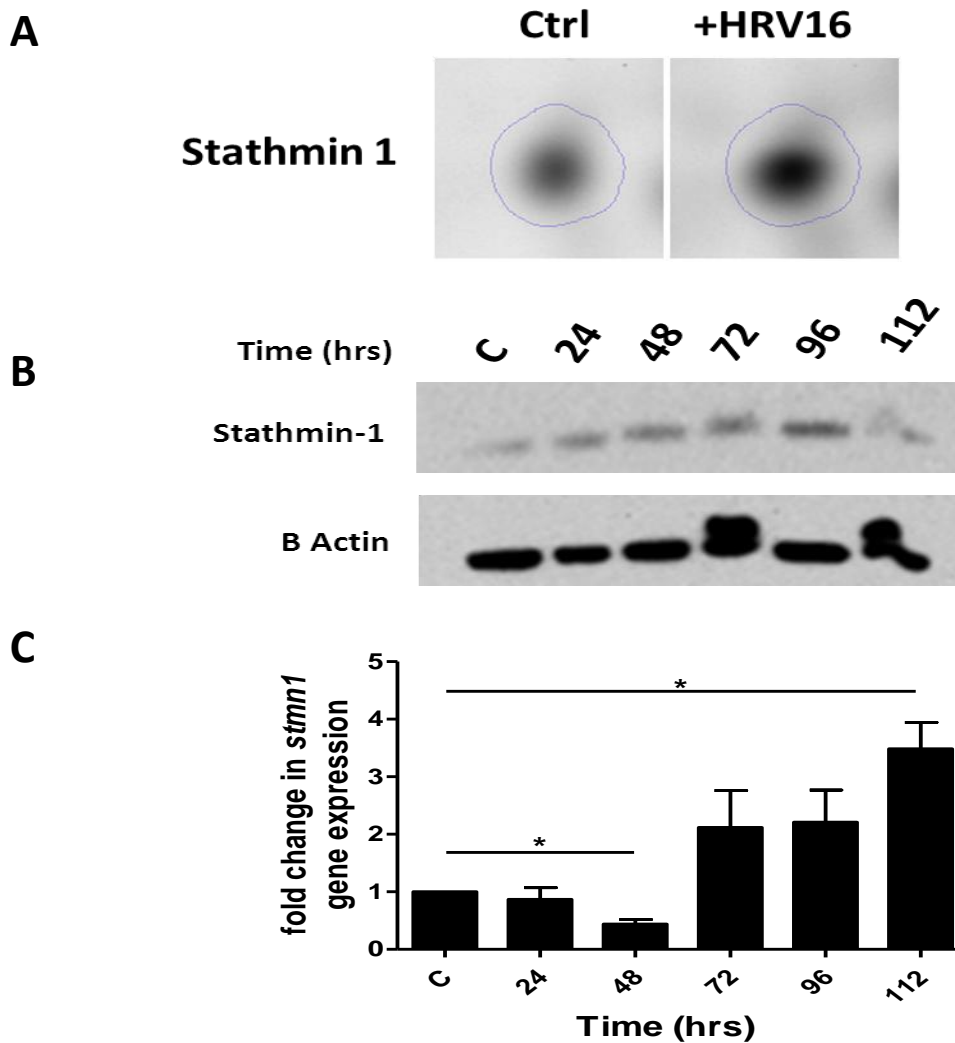 A
Ctrl +HRV16
Stathmin 1
B
Time (hrs) C 24 48 72 96 112
Stathmin-1
B Actin
C
fold change in stmn1
gene expression
5
4
3
2
1
0
*
*
C 24 48 72 96 112
Time (hrs)